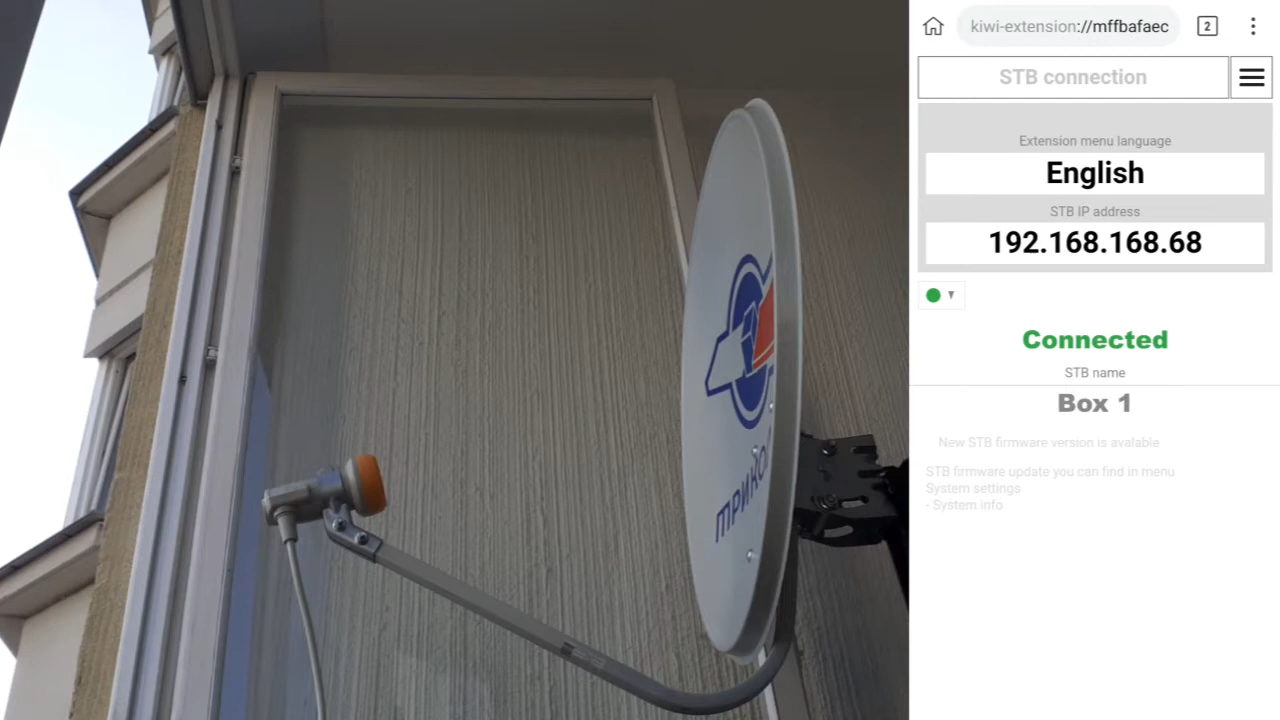 kiwi-extension://mffbafaec
2
STB connection
Extension menu language
English
STB IP address
192.168.168.68
Connected
STB name
Box 1
New STB firmware version is avalable
STB firmware update you can find in menu
System settings
- System info
трико